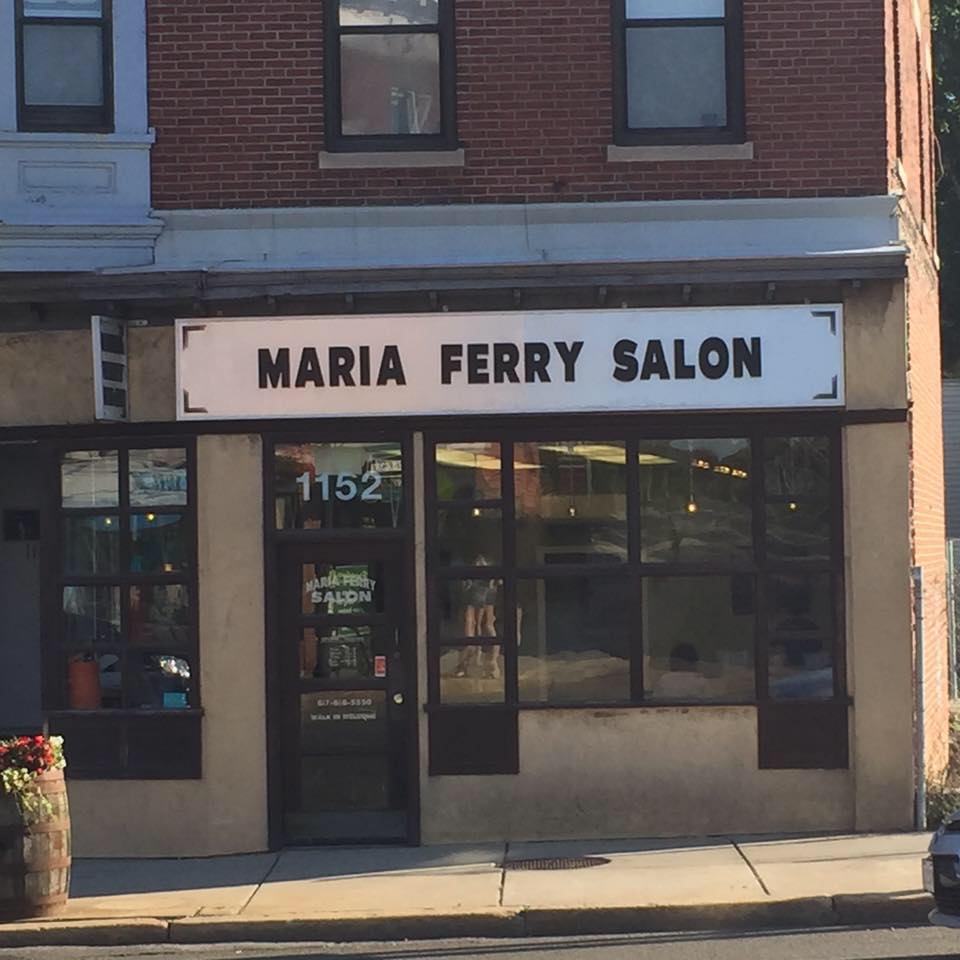 MARIA FERRY SALON
1152
MARIA FERRY
SALON
WALK IN WELCOME